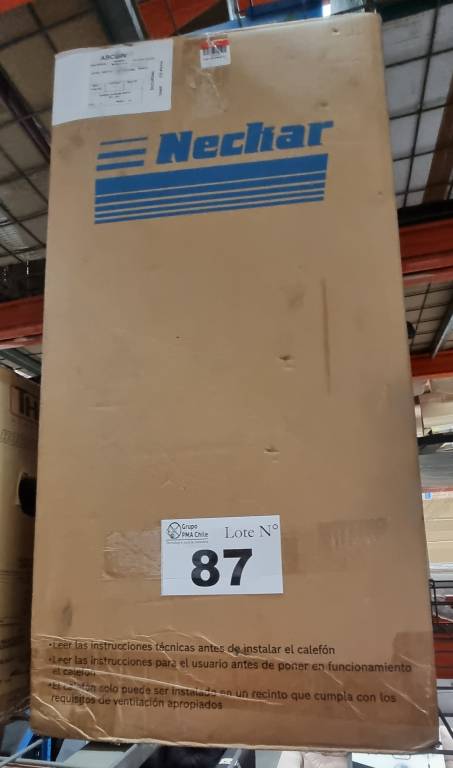 Neckar
TH
Grupo
PMA Chile
Lote N°
87
•Leer las instrucciones técnicas antes de instalar el calefón
•Leer las instrucciones para el usuario antes de poner en funcionamiento
el calefón
•El calefón solo puede ser instalado en un recinto que cumpla con los
requisitos de ventilación apropiados